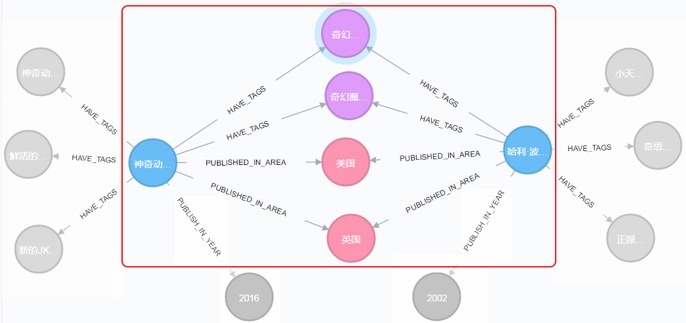 奇幻...
神奇动...
小天...
HAVE_TAGS
HAVE_TAGS
HAVE_TAGS
HAVE_TAGS
奇幻魔...
HAVE_TAGS
HAVE_TAGS
鲜活的...
HAVE_TAGS
神奇动...
PUBLISHED_IN_AREA
美国
PUBLISHED_IN_AREA
哈利·波...
HAVE_TAGS
奇思...
HAVE_TAGS
PUBLISHED_IN_AREA
PUBLISHED_IN_AREA
HAVE_TAGS
新的JK...
PUBLISH_IN_YEAR
英国
PUBLISH_IN_YEAR
正赋...
2016
2002